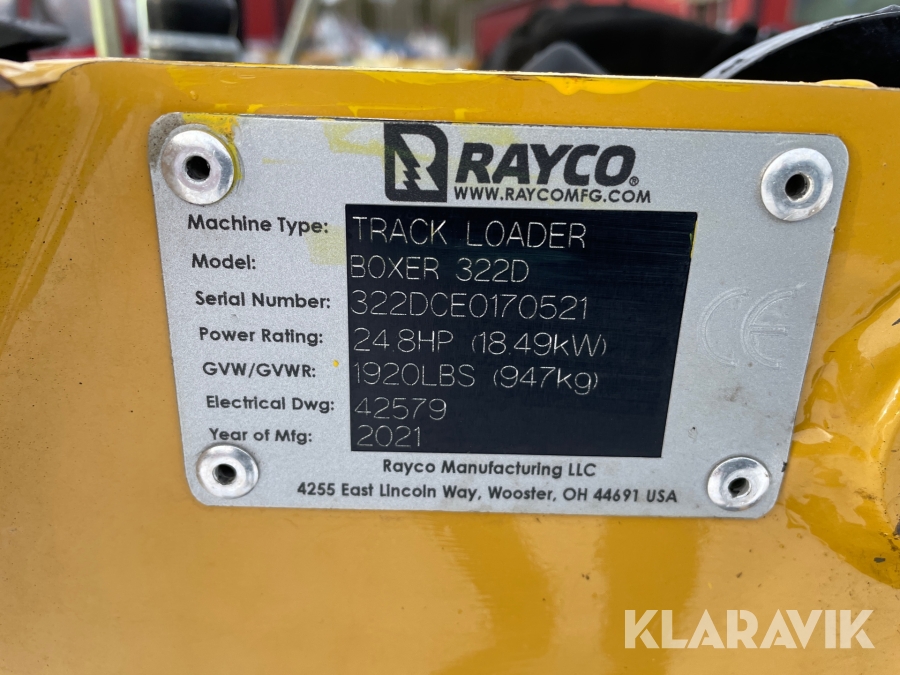 R RAYCO®
WWW.RAYCOMFG.COM
Machine Type: TRACK LOADER
Model: BOXER 322D
Serial Number: 322DCE0170521
Power Rating: 24.8HP (18.49kW)
GVW/GVWR: 1920LBS (947kg)
Electrical Dwg: 42579
Year of Mfg: 2021
CE
Rayco Manufacturing LLC
4255 East Lincoln Way, Wooster, OH 44691 USA
KLARAVIK